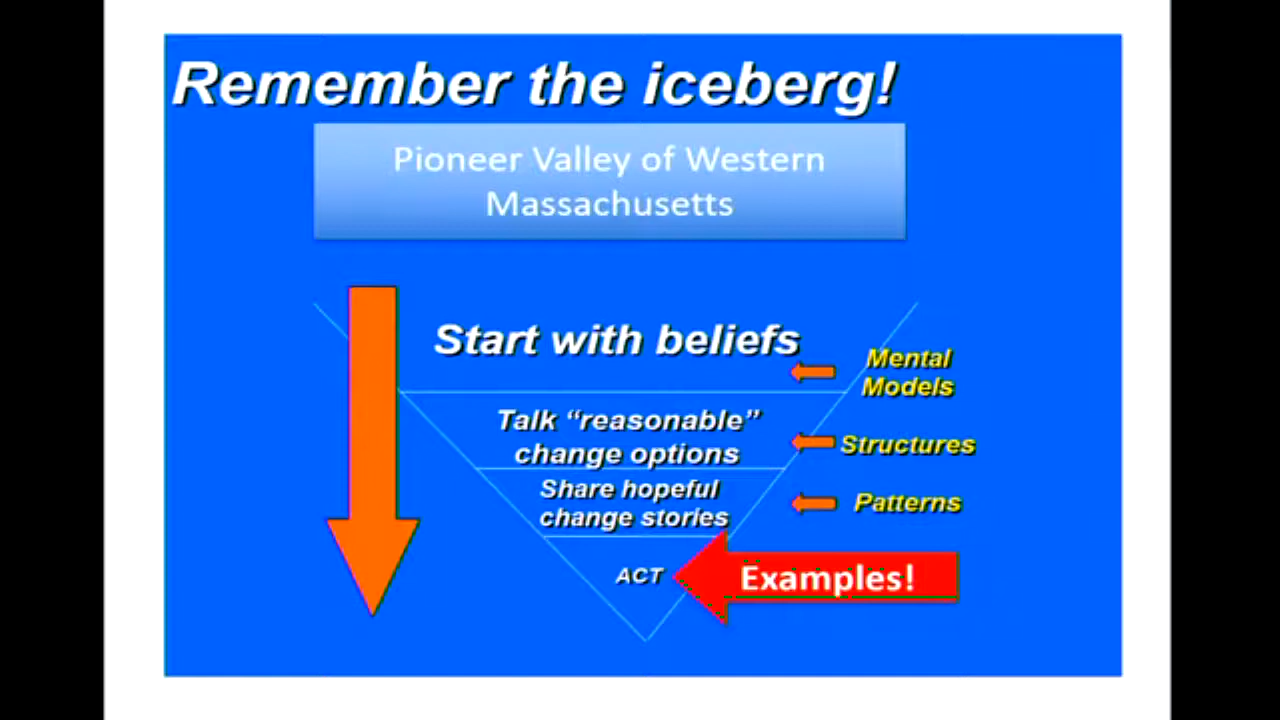 Remember the iceberg!
Pioneer Valley of Western
Massachusetts
Start with beliefs
Mental
Models
Talk “reasonable”
change options
Structures
Share hopeful
change stories
Patterns
ACT
Examples!